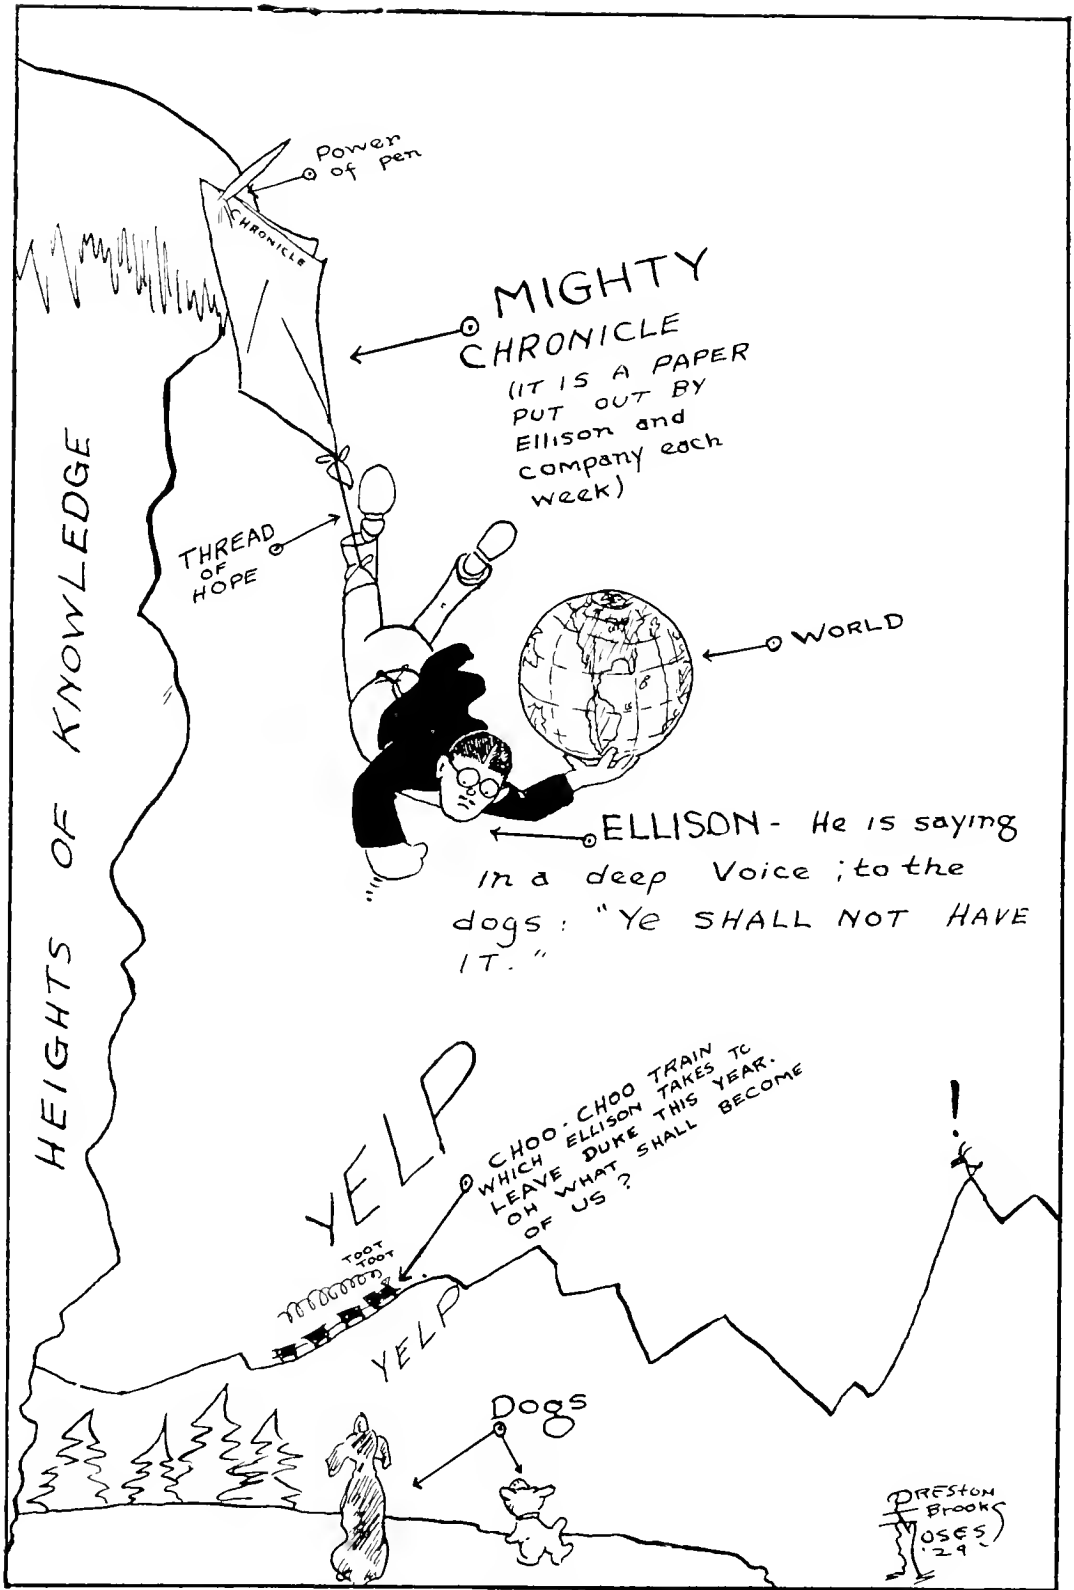 Power
of pen
CHRONICLE
MIGHTY
CHRONICLE
(IT IS A PAPER
PUT OUT BY
Ellison and
company each
week)
THREAD
OF
HOPE
WORLD
ELLISON - He is saying
in a deep Voice ; to the
dogs : "Ye SHALL NOT HAVE
IT."
HEIGHTS OF KNOWLEDGE
YELP
CHOO-CHOO TRAIN
WHICH ELLISON TAKES TO
LEAVE DUKE THIS YEAR.
OH WHAT SHALL BECOME
OF US ?
!
TOOT
TOOT
YELP
Dogs
PRESTON
Brooks
MOSES
'29